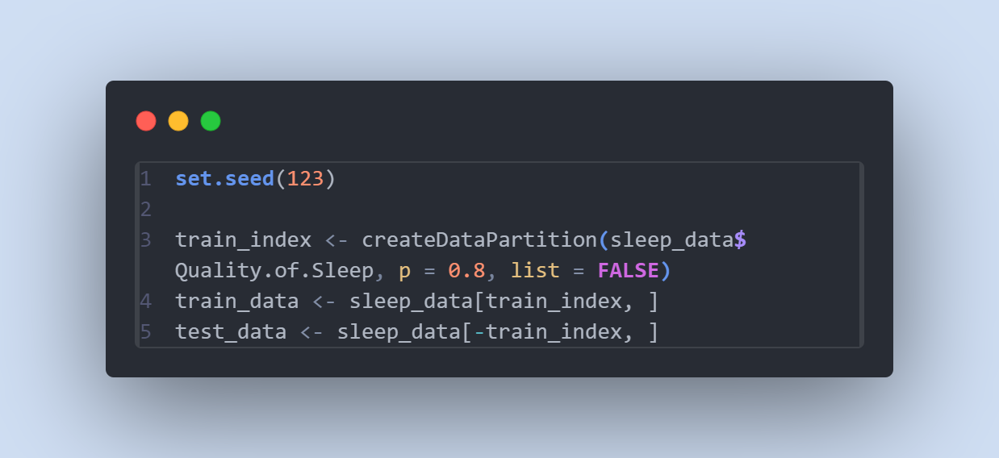 1 set.seed(123)
2
3 train_index <- createDataPartition(sleep_data$
Quality.of.Sleep, p = 0.8, list = FALSE)
4 train_data <- sleep_data[train_index, ]
5 test_data <- sleep_data[-train_index, ]